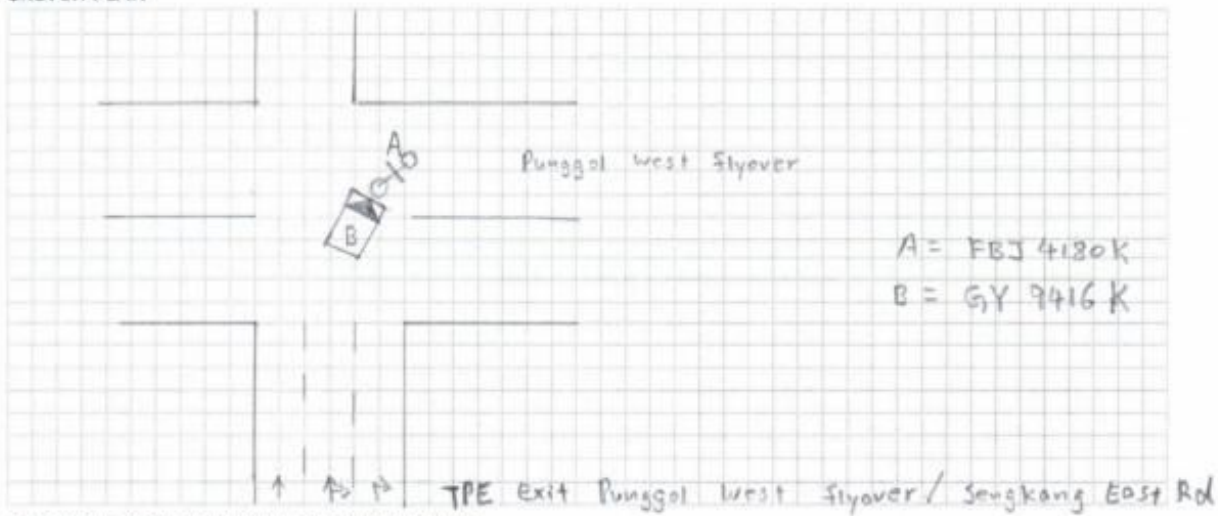 A
Punggol west flyover
B
A = FBJ 4180K
B = GY 9416K
TPE Exit Punggol west flyover / Sengkang East Rd